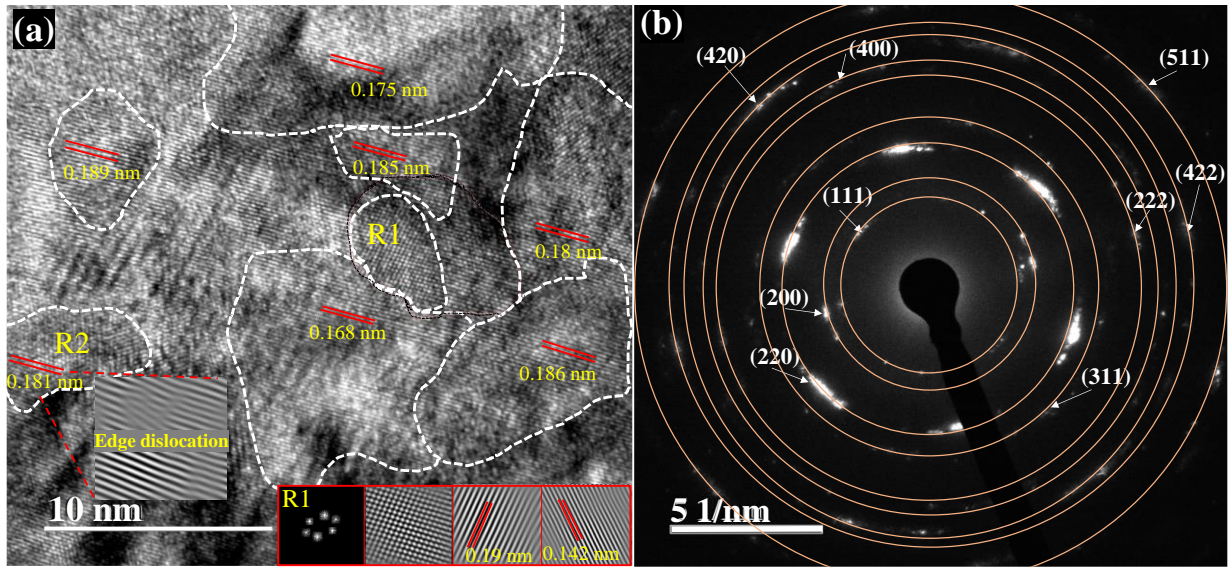 (a)
0.175 nm
0.189 nm
0.185 nm
R1
0.18 nm
0.168 nm
R2
0.181 nm
0.186 nm
Edge dislocation
10 nm
R1
0.19 nm
0.142 nm
(b)
(420)
(400)
(511)
(111)
(222)
(422)
(200)
(220)
(311)
5 1/nm